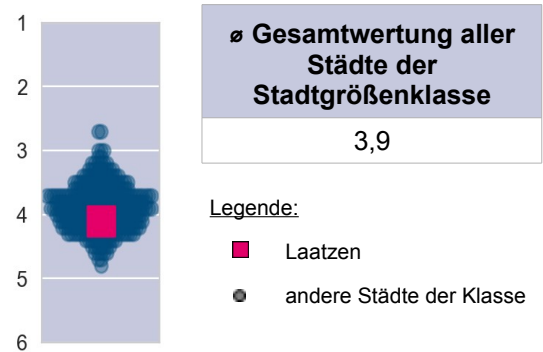 1
2
3
4
5
6
ø Gesamtwertung aller
Städte der
Stadtgrößenklasse
3,9
Legende:
Laatzen
andere Städte der Klasse